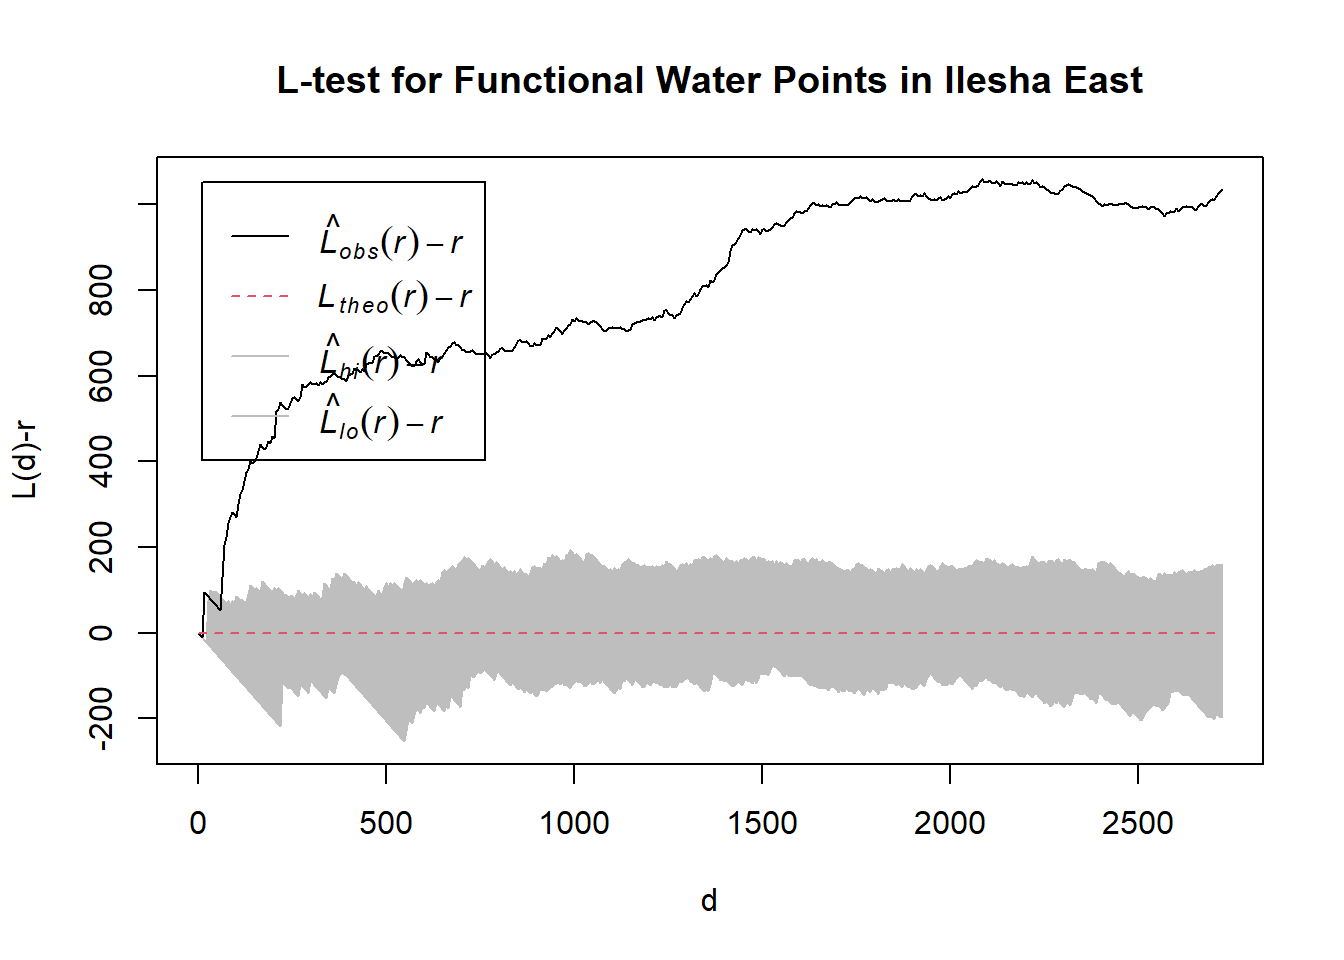 L-test for Functional Water Points in Ilesha East
L̂obs(r) – r
Ltheo(r) – r
L̂hi(r) – r
L̂lo(r) – r
L(d)-r
800
600
400
200
0
-200
0 500 1000 1500 2000 2500
d